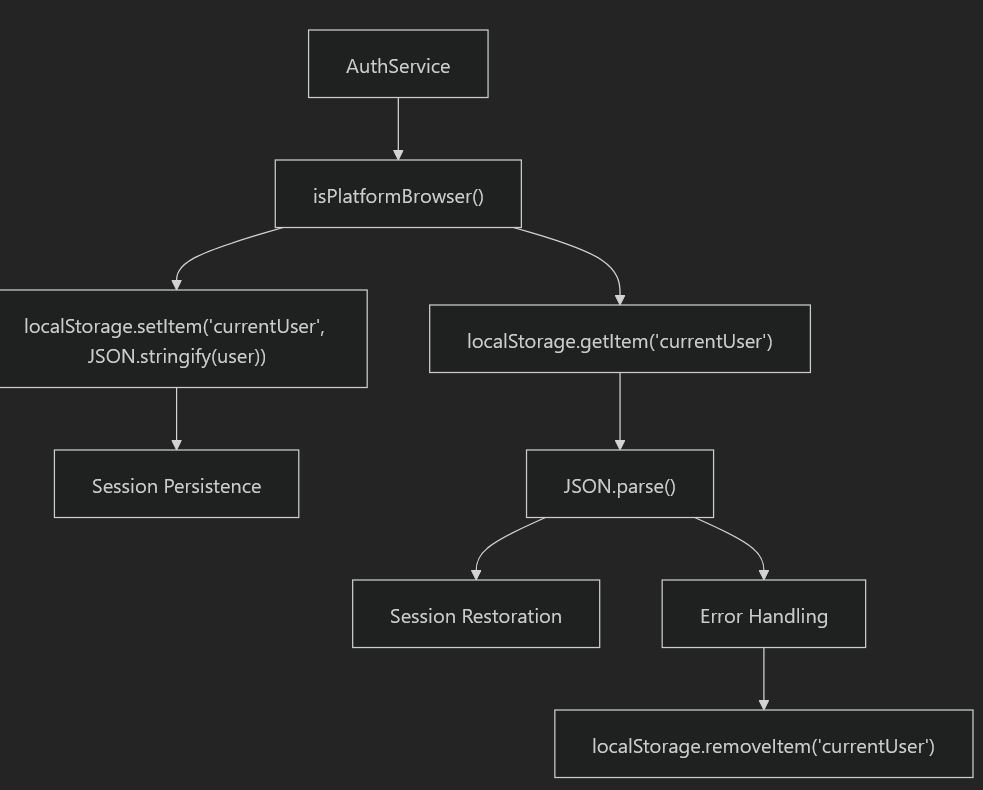 AuthService
isPlatformBrowser()
localStorage.setItem('currentUser',
JSON.stringify(user))
localStorage.getItem('currentUser')
Session Persistence
JSON.parse()
Session Restoration
Error Handling
localStorage.removeItem('currentUser')